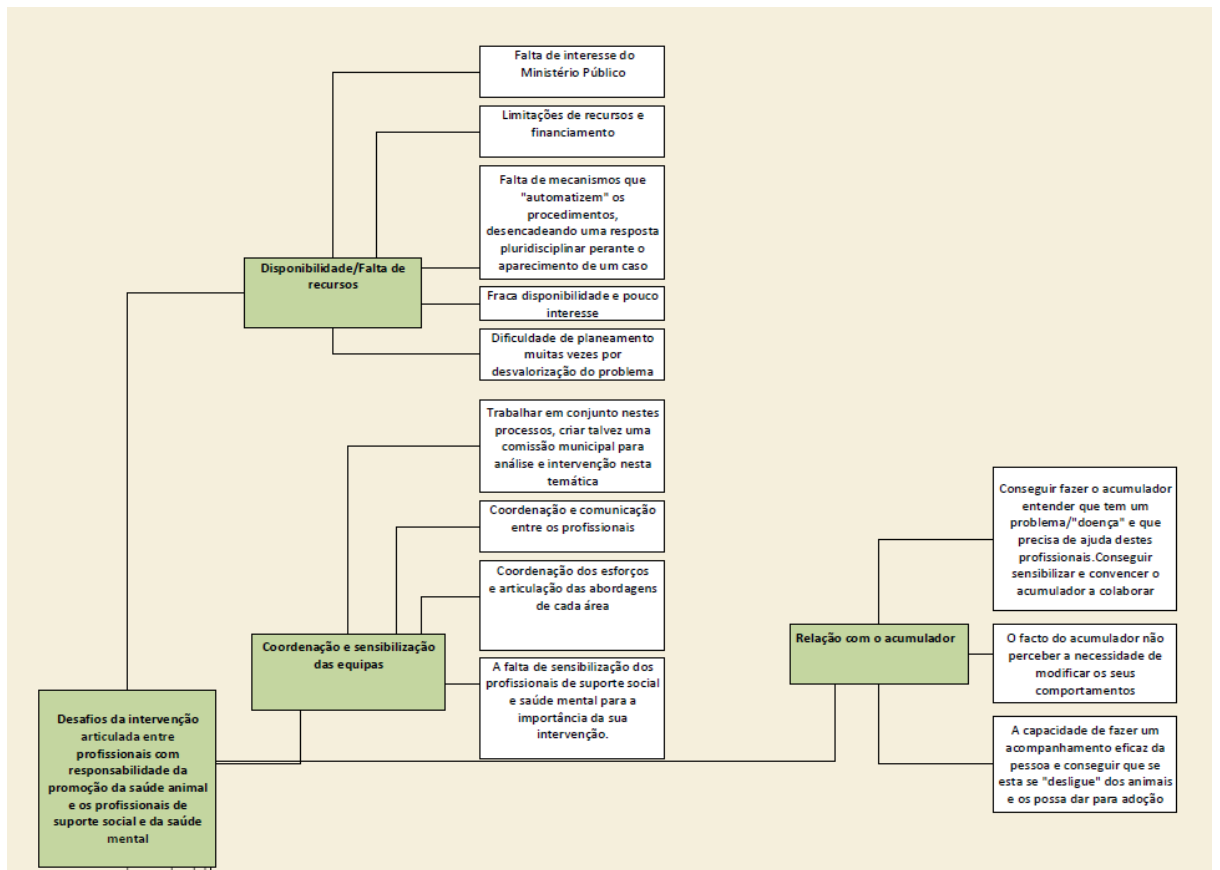 Falta de interesse do
Ministério Público
Limitações de recursos e
financiamento
Falta de mecanismos que
"automatizem" os
procedimentos,
desencadeando uma resposta
pluridisciplinar perante o
aparecimento de um caso
Disponibilidade/Falta de
recursos
Fraca disponibilidade e pouco
interesse
Dificuldade de planeamento
muitas vezes por
desvalorização do problema
Trabalhar em conjunto nestes
processos, criar talvez uma
comissão municipal para
análise e intervenção nesta
temática
Coordenação e comunicação
entre os profissionais
Coordenação dos esforços
e articulação das abordagens
de cada área
Coordenação e sensibilização
das equipas
A falta de sensibilização dos
profissionais de suporte social
e saúde mental para a
importância da sua
intervenção.
Conseguir fazer o acumulador
entender que tem um
problema/"doença" e que
precisa de ajuda destes
profissionais.Conseguir
sensibilizar e convencer o
acumulador a colaborar
Relação com o acumulador
O facto do acumulador não
perceber a necessidade de
modificar os seus
comportamentos
A capacidade de fazer um
acompanhamento eficaz da
pessoa e conseguir que se
esta se "desligue" dos animais
e os possa dar para adoção
Desafios da intervenção
articulada entre
profissionais com
responsabilidade da
promoção da saúde animal
e os profissionais de
suporte social e da saúde
mental